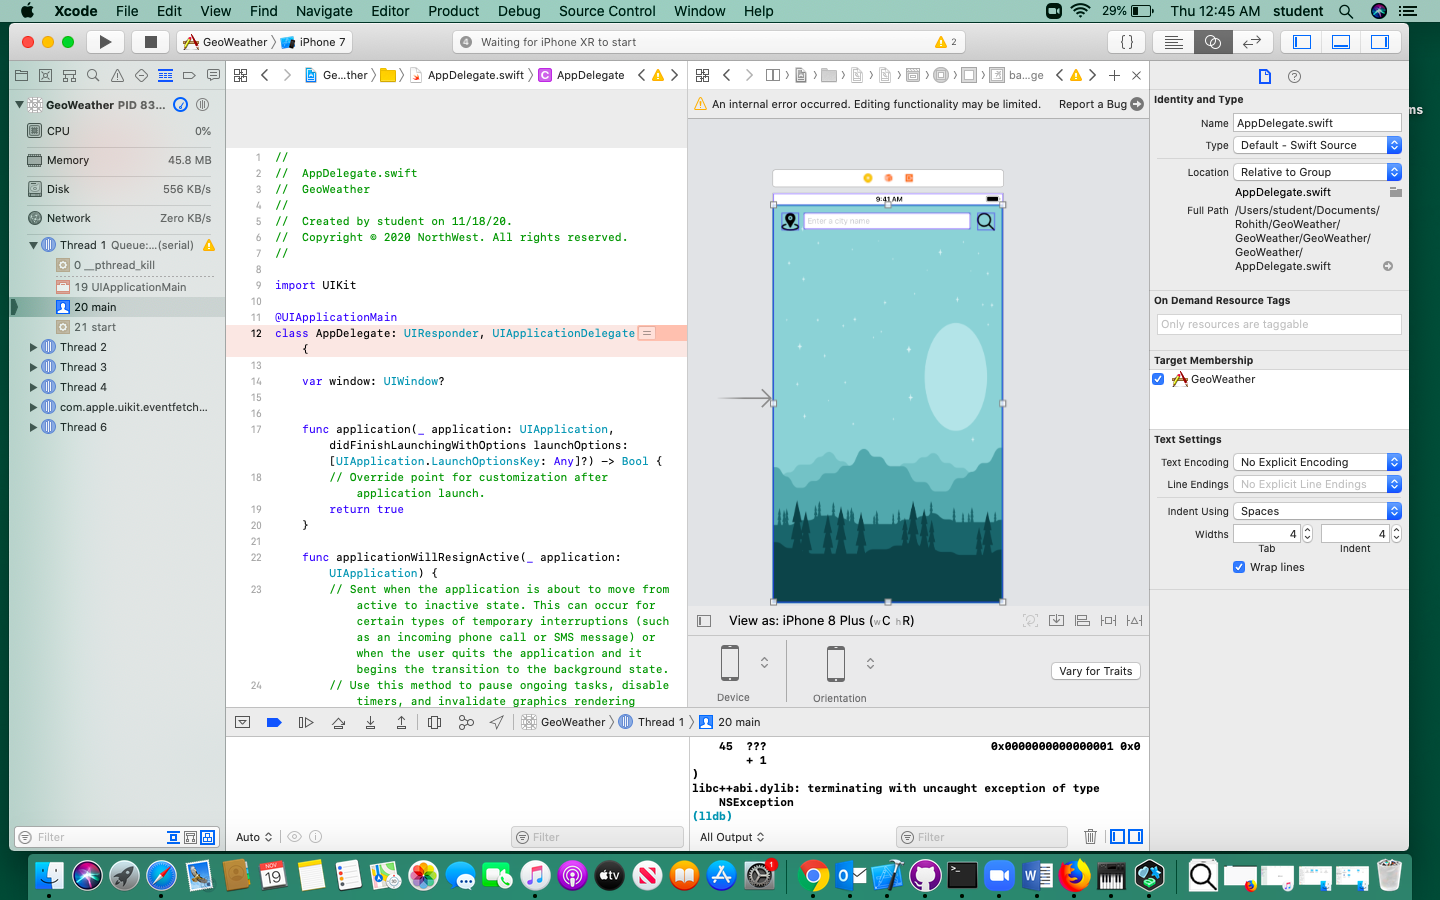 Xcode File Edit View Find Navigate Editor Product Debug Source Control Window Help 29% Thu 12:45 AM student
GeoWeather iPhone 7 4 Waiting for iPhone XR to start 2 {}
Ge...ther AppDelegate.swift C AppDelegate ba...ge
GeoWeather PID 83...
CPU 0%
Memory 45.8 MB
Disk 556 KB/s
Network Zero KB/s
Thread 1 Queue:...(serial)
0 __pthread_kill
19 UIApplicationMain
20 main
21 start
Thread 2
Thread 3
Thread 4
com.apple.uikit.eventfetch...
Thread 6
Filter
1 //
2 // AppDelegate.swift
3 // GeoWeather
4 //
5 // Created by student on 11/18/20.
6 // Copyright © 2020 NorthWest. All rights reserved.
7 //
8
9 import UIKit
10
11 @UIApplicationMain
12 class AppDelegate: UIResponder, UIApplicationDelegate =
{
13
14 var window: UIWindow?
15
16
17 func application(_ application: UIApplication,
didFinishLaunchingWithOptions launchOptions:
[UIApplication.LaunchOptionsKey: Any]?) -> Bool {
18 // Override point for customization after
application launch.
19 return true
20 }
21
22 func applicationWillResignActive(_ application:
UIApplication) {
23 // Sent when the application is about to move from
active to inactive state. This can occur for
certain types of temporary interruptions (such
as an incoming phone call or SMS message) or
when the user quits the application and it
begins the transition to the background state.
24 // Use this method to pause ongoing tasks, disable
timers, and invalidate graphics rendering
An internal error occurred. Editing functionality may be limited. Report a Bug
9:41 AM
Enter a city name
View as: iPhone 8 Plus (wC hR)
Device
Orientation
Vary for Traits
GeoWeather Thread 1 20 main
45 ??? 0x0000000000000001 0x0
+ 1
)
libc++abi.dylib: terminating with uncaught exception of type
NSException
(lldb)
Auto Filter
All Output Filter
Identity and Type
Name AppDelegate.swift
Type Default - Swift Source
Location Relative to Group
AppDelegate.swift
Full Path /Users/student/Documents/
Rohith/GeoWeather/
GeoWeather/GeoWeather/
GeoWeather/
AppDelegate.swift
On Demand Resource Tags
Only resources are taggable
Target Membership
GeoWeather
Text Settings
Text Encoding No Explicit Encoding
Line Endings No Explicit Line Endings
Indent Using Spaces
Widths 4 4
Tab Indent
Wrap lines
ms
NOV
19
tv
1